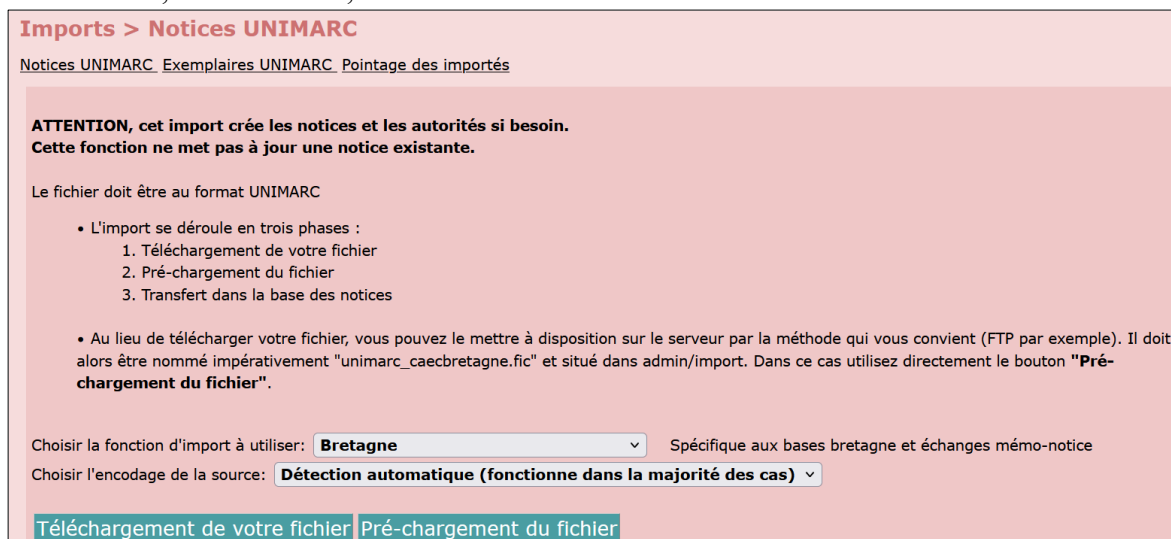 Imports > Notices UNIMARC
Notices UNIMARC Exemplaires UNIMARC Pointage des importés
ATTENTION, cet import crée les notices et les autorités si besoin.
Cette fonction ne met pas à jour une notice existante.
Le fichier doit être au format UNIMARC
• L'import se déroule en trois phases :
1. Téléchargement de votre fichier
2. Pré-chargement du fichier
3. Transfert dans la base des notices
• Au lieu de télécharger votre fichier, vous pouvez le mettre à disposition sur le serveur par la méthode qui vous convient (FTP par exemple). Il doit
alors être nommé impérativement "unimarc_caecbretagne.fic" et situé dans admin/import. Dans ce cas utilisez directement le bouton "Pré-
chargement du fichier".
Choisir la fonction d'import à utiliser: Bretagne Spécifique aux bases bretagne et échanges mémo-notice
Choisir l'encodage de la source: Détection automatique (fonctionne dans la majorité des cas)
Téléchargement de votre fichier Pré-chargement du fichier